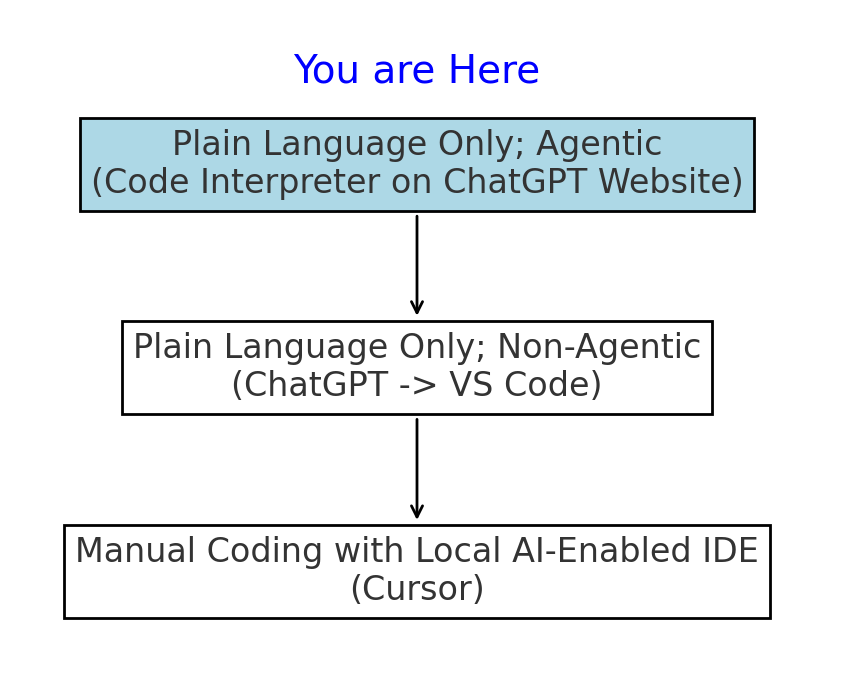 You are Here
Plain Language Only; Agentic
(Code Interpreter on ChatGPT Website)
Plain Language Only; Non-Agentic
(ChatGPT -> VS Code)
Manual Coding with Local AI-Enabled IDE
(Cursor)